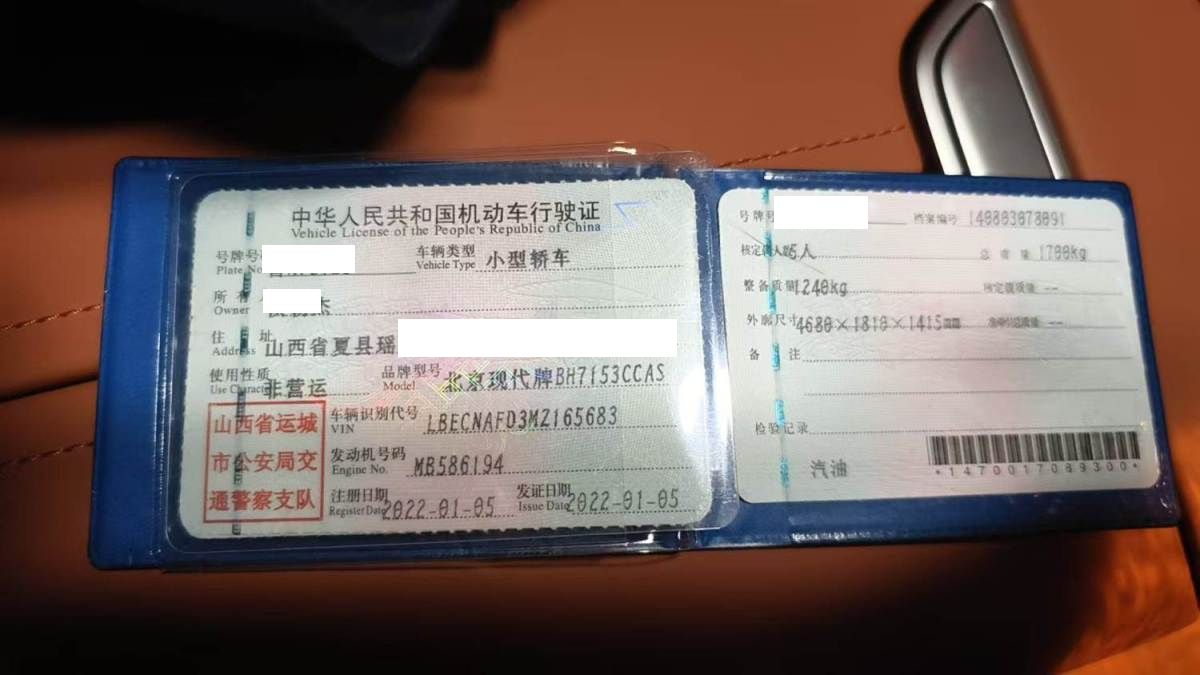 中华人民共和国机动车行驶证
Vehicle License of the People's Republic of China
号牌号
Plate No.
车辆类型 小型轿车
Vehicle Type
所有
Owner 杰
住 址 山西省夏县瑶
Address
使用性质 非营运
Use Character
品牌型号 北京现代牌BH7153CCAS
Model
山西省运城
市公安局交
通警察支队
车辆识别代号 LBECNAFD3MZ165683
VIN
发动机号码 MB586194
Engine No.
注册日期 2022-01-05
Register Date
发证日期 2022-01-05
Issue Date
号牌号
档案编号 140803073091
核定载人数 5人
总质量 1700kg
整备质量 1240kg
核定载质量 --
外廓尺寸 4680×1810×1415mm
准牵引总质量 --
备 注
检验记录
汽油
*1470017089300*